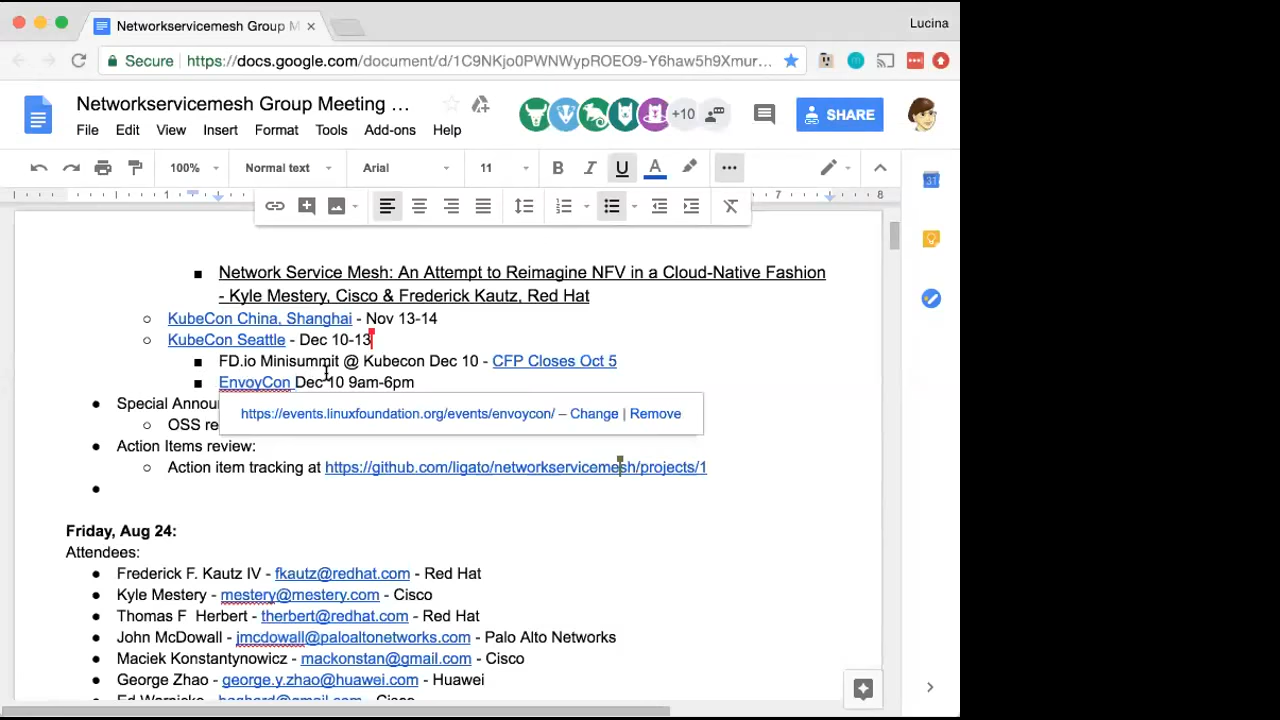 Networkservicemesh Group M
Lucina
Secure
https://docs.google.com/document/d/1C9NKjo0PWNWypROEO9-Y6haw5h9Xmur...
Networkservicemesh Group Meeting ...
+10
SHARE
File Edit View Insert Format Tools Add-ons Help
100% Normal text Arial 11 B I U A
1 1 7 8
31
■ Network Service Mesh: An Attempt to Reimagine NFV in a Cloud-Native Fashion
- Kyle Mestery, Cisco & Frederick Kautz, Red Hat
○ KubeCon China, Shanghai - Nov 13-14
○ KubeCon Seattle - Dec 10-13
■ FD.io Minisummit @ Kubecon Dec 10 - CFP Closes Oct 5
■ EnvoyCon Dec 10 9am-6pm
● Special Annou
https://events.linuxfoundation.org/events/envoycon/ – Change | Remove
○ OSS re
● Action Items review:
○ Action item tracking at https://github.com/ligato/networkservicemesh/projects/1
●
Friday, Aug 24:
Attendees:
● Frederick F. Kautz IV - fkautz@redhat.com - Red Hat
● Kyle Mestery - mestery@mestery.com - Cisco
● Thomas F Herbert - therbert@redhat.com - Red Hat
● John McDowall - jmcdowall@paloaltonetworks.com - Palo Alto Networks
● Maciek Konstantynowicz - mackonstan@gmail.com - Cisco
● George Zhao - george.y.zhao@huawei.com - Huawei